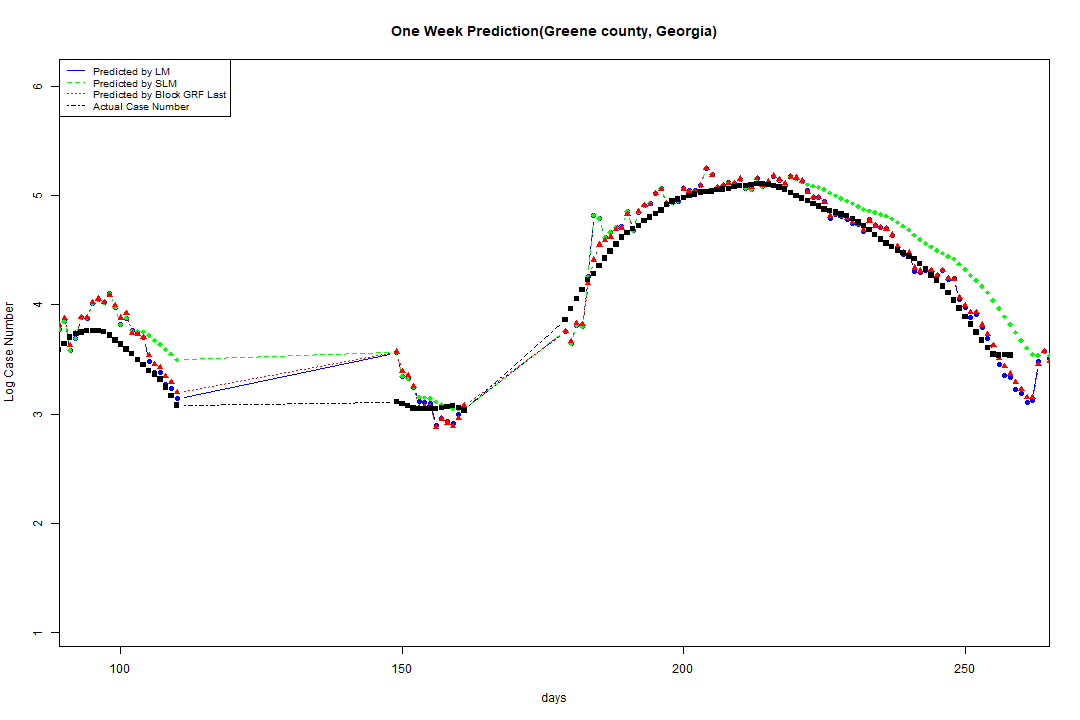 One Week Prediction(Greene county, Georgia)
Predicted by LM
Predicted by SLM
Predicted by Block GRF Last
Actual Case Number
6
5
4
3
2
1
Log Case Number
100 150 200 250
days